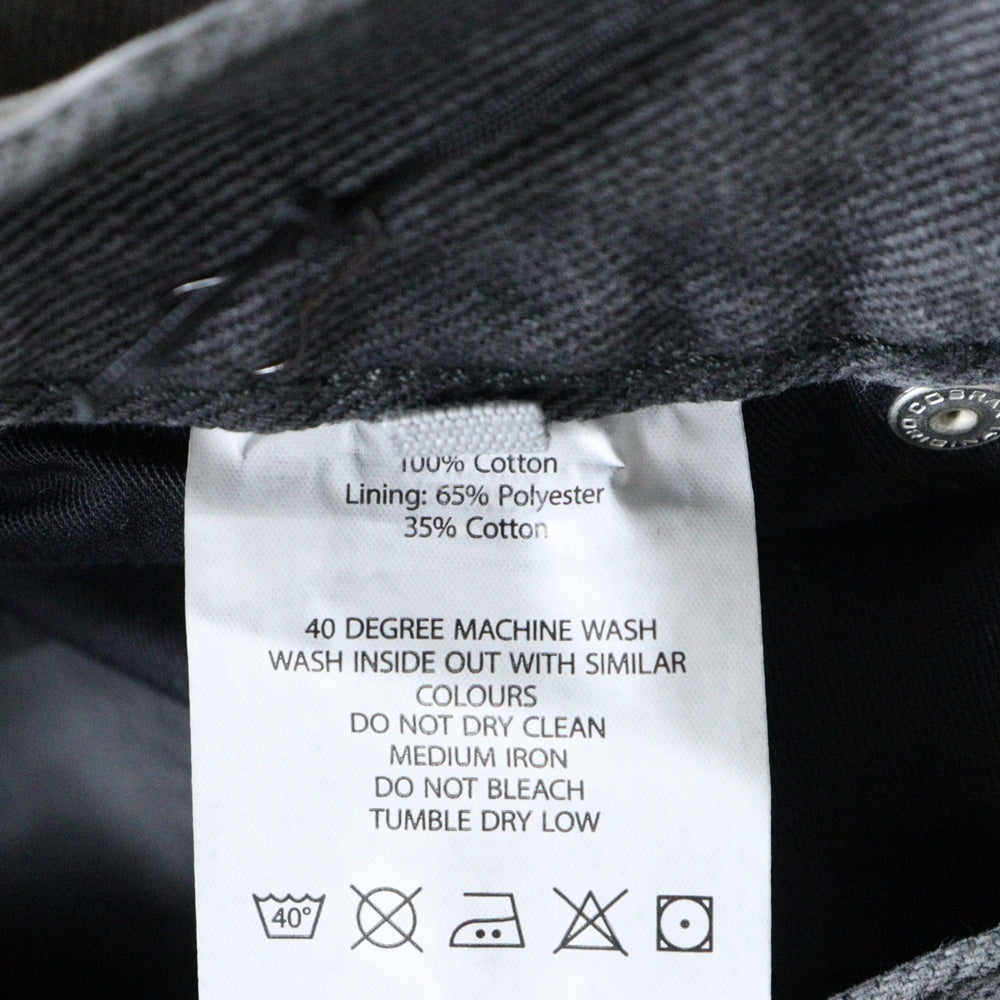 100% Cotton
Lining: 65% Polyester
35% Cotton
40 DEGREE MACHINE WASH
WASH INSIDE OUT WITH SIMILAR
COLOURS
DO NOT DRY CLEAN
MEDIUM IRON
DO NOT BLEACH
TUMBLE DRY LOW
40°
COBRA